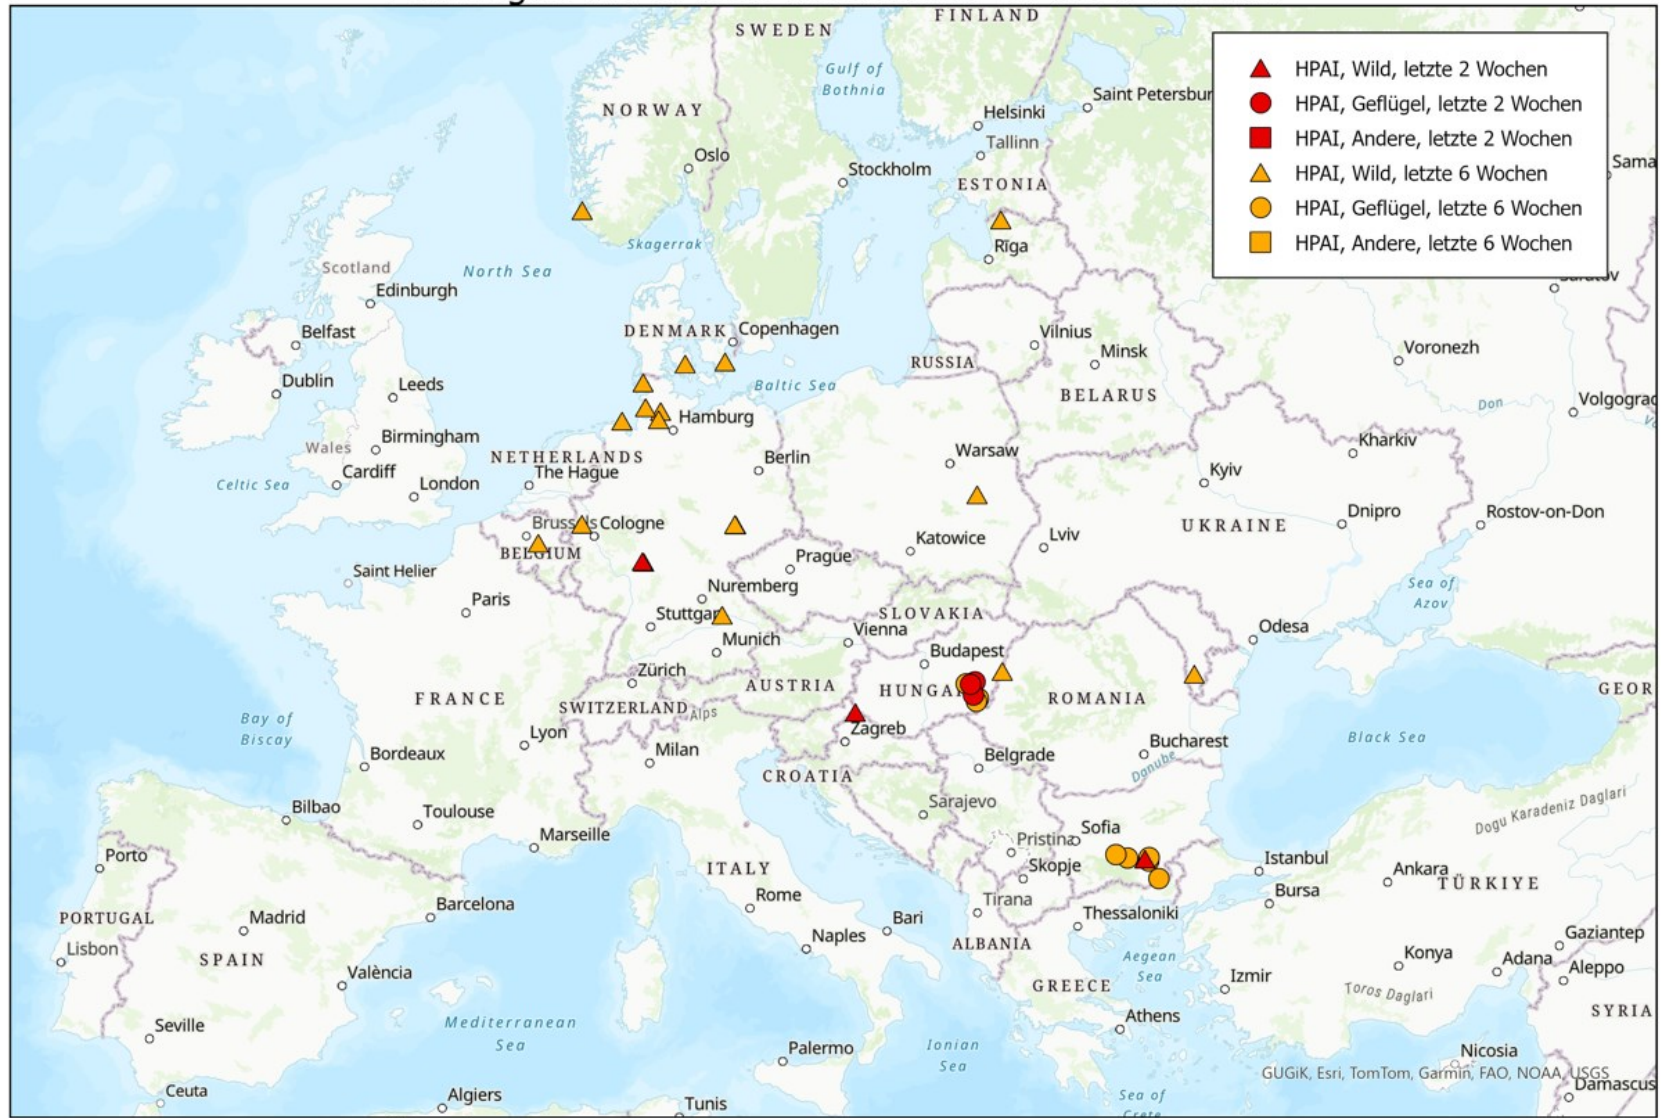 SWEDEN
FINLAND
Gulf of
Bothnia
NORWAY
Helsinki
Saint Petersbur
Tallinn
Oslo
Stockholm
ESTONIA
Sama
HPAI, Wild, letzte 2 Wochen
HPAI, Geflügel, letzte 2 Wochen
HPAI, Andere, letzte 2 Wochen
HPAI, Wild, letzte 6 Wochen
HPAI, Geflügel, letzte 6 Wochen
HPAI, Andere, letzte 6 Wochen
Skagerrak
Rīga
Scotland
North Sea
Edinburgh
Belfast
DENMARK
Copenhagen
Vilnius
Minsk
Voronezh
RUSSIA
Dublin
Leeds
Baltic Sea
BELARUS
Don
Volgograd
Hamburg
Birmingham
Wales
Kharkiv
NETHERLANDS
Berlin
Warsaw
Cardiff
The Hague
Kyiv
Celtic Sea
London
Dnipro
Rostov-on-Don
Brussels
Cologne
UKRAINE
Katowice
Lviv
BELGIUM
Prague
Saint Helier
Nuremberg
Sea of
Azov
Paris
Stuttgart
SLOVAKIA
Vienna
Odesa
Munich
Budapest
Zürich
AUSTRIA
HUNGA
ROMANIA
GEOR
FRANCE
SWITZERLAND
Alps
Bay of
Biscay
Lyon
Zagreb
Black Sea
Milan
Bordeaux
Belgrade
Bucharest
Danube
CROATIA
Bilbao
Toulouse
Sarajevo
Dogu Karadeniz Daglari
Marseille
Sofia
Pristina
Porto
Skopje
Istanbul
ITALY
Ankara
TÜRKIYE
Rome
Tirana
Bursa
Barcelona
PORTUGAL
Madrid
Bari
Thessaloniki
Lisbon
Naples
ALBANIA
Gaziantep
SPAIN
Konya
Adana
Aleppo
València
Aegean
Sea
Izmir
GREECE
Toros Daglari
SYRIA
Seville
Mediterranean
Sea
Athens
Palermo
Ionian
Sea
Nicosia
GUGiK, Esri, TomTom, Garmin, FAO, NOAA, USGS
Ceuta
Algiers
Tunis
Sea of
Crete
Damascus